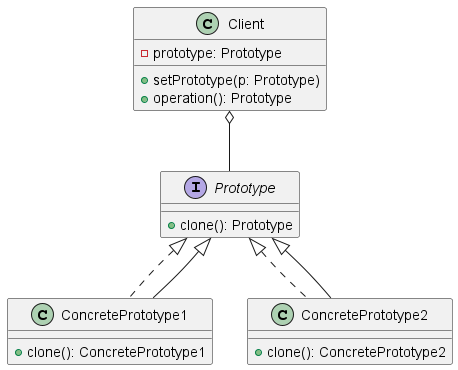 C Client
prototype: Prototype
setPrototype(p: Prototype)
operation(): Prototype
I Prototype
clone(): Prototype
C ConcretePrototype1
clone(): ConcretePrototype1
C ConcretePrototype2
clone(): ConcretePrototype2